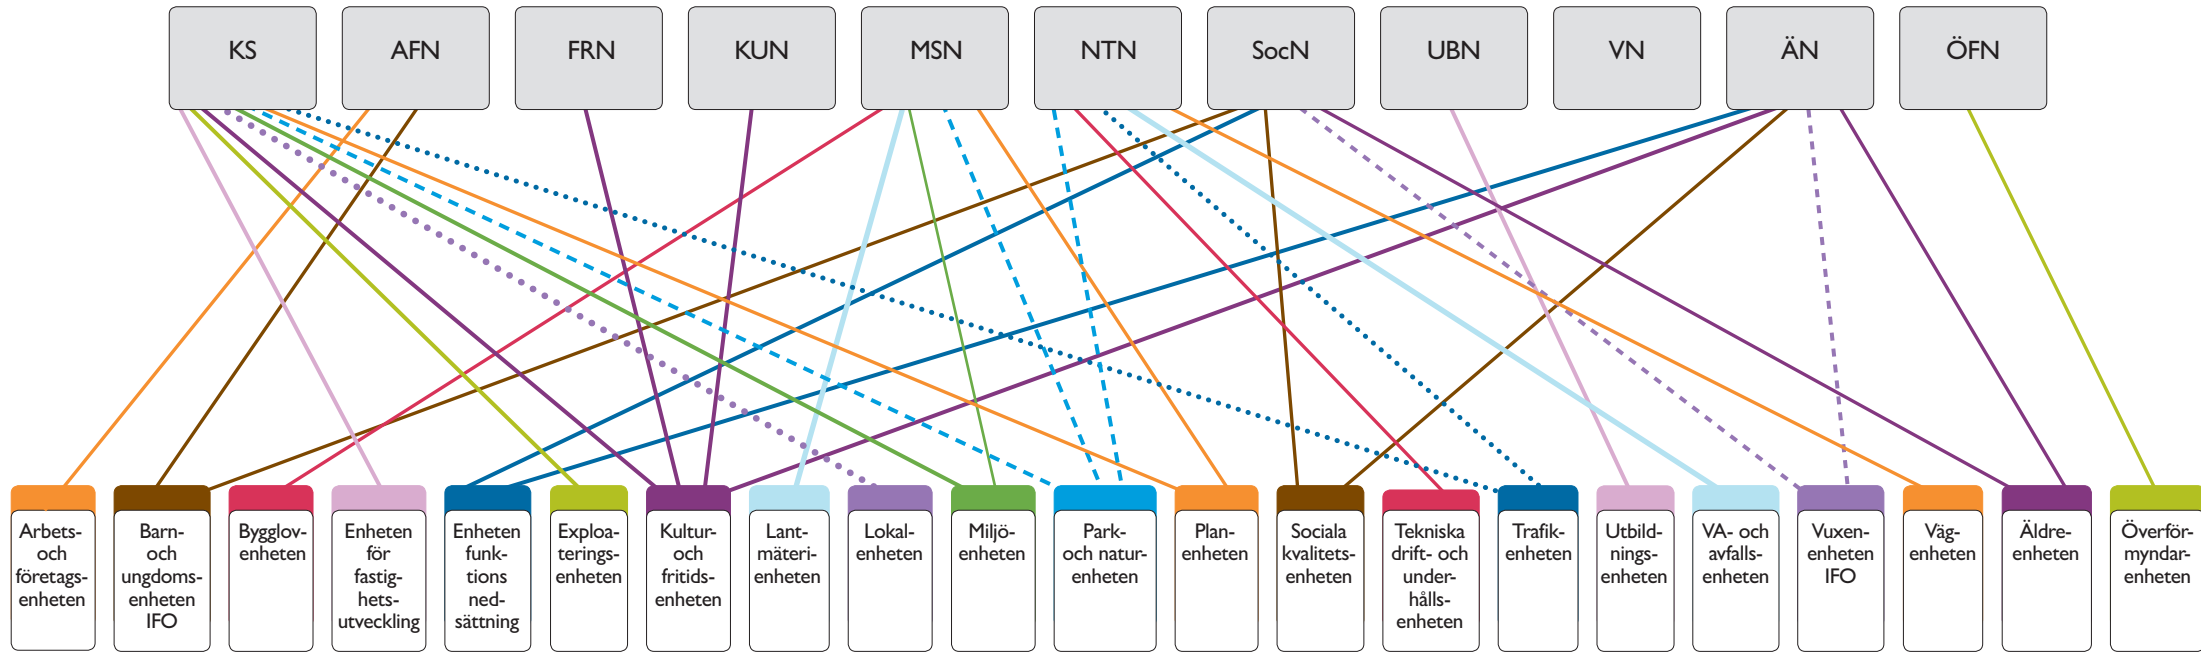 KS
AFN
FRN
KUN
MSN
NTN
SocN
UBN
VN
ÄN
ÖFN
Arbets-
och
företags-
enheten
Barn-
och
ungdoms-
enheten
IFO
Bygglov-
enheten
Enheten
för
fastig-
hets-
utveckling
Enheten
funk-
tions
ned-
sättning
Exploa-
terings-
enheten
Kultur-
och
fritids-
enheten
Lant-
mäteri-
enheten
Lokal-
enheten
Miljö-
enheten
Park-
och natur-
enheten
Plan-
enheten
Sociala
kvalitets-
enheten
Tekniska
drift- och
under-
hålls-
enheten
Trafik-
enheten
Utbild-
nings-
enheten
VA- och
avfalls-
enheten
Vuxen-
enheten
IFO
Väg-
enheten
Äldre-
enheten
Överför-
myndar-
enheten